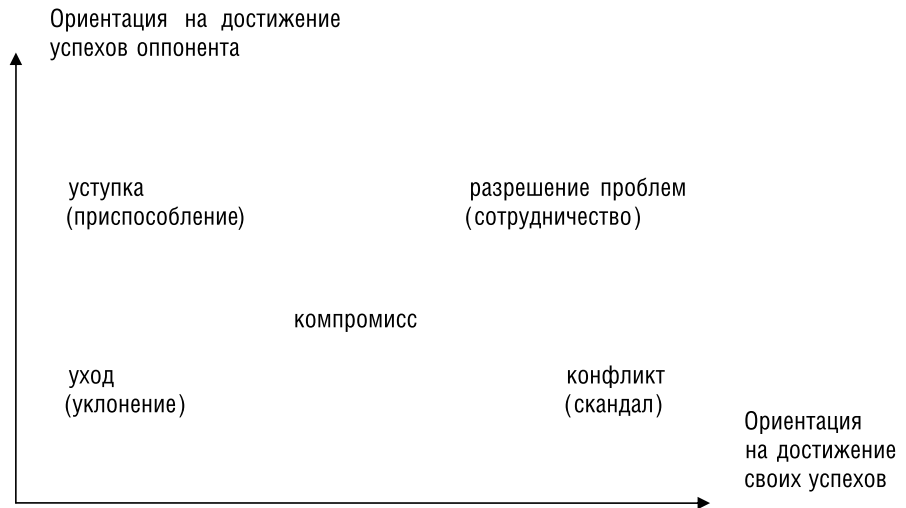 Ориентация на достижение
успехов оппонента
уступка
(приспособление)
разрешение проблем
(сотрудничество)
компромисс
уход
(уклонение)
конфликт
(скандал)
Ориентация
на достижение
своих успехов